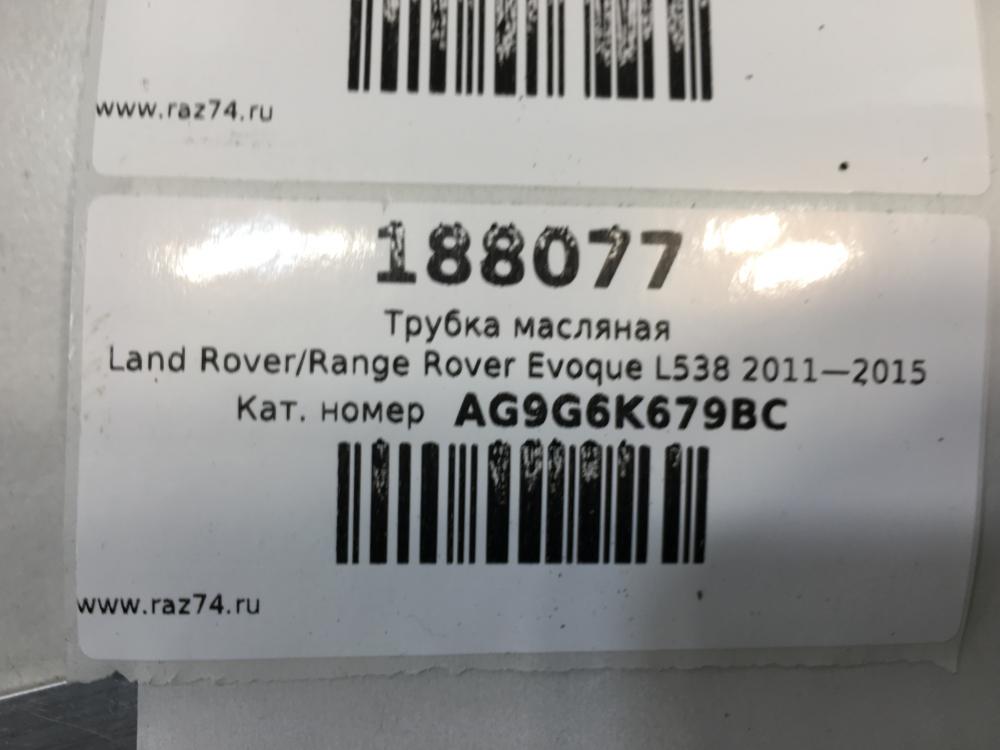 www.raz74.ru
188077
Трубка масляная
Land Rover/Range Rover Evoque L538 2011—2015
Кат. номер AG9G6K679BC
www.raz74.ru